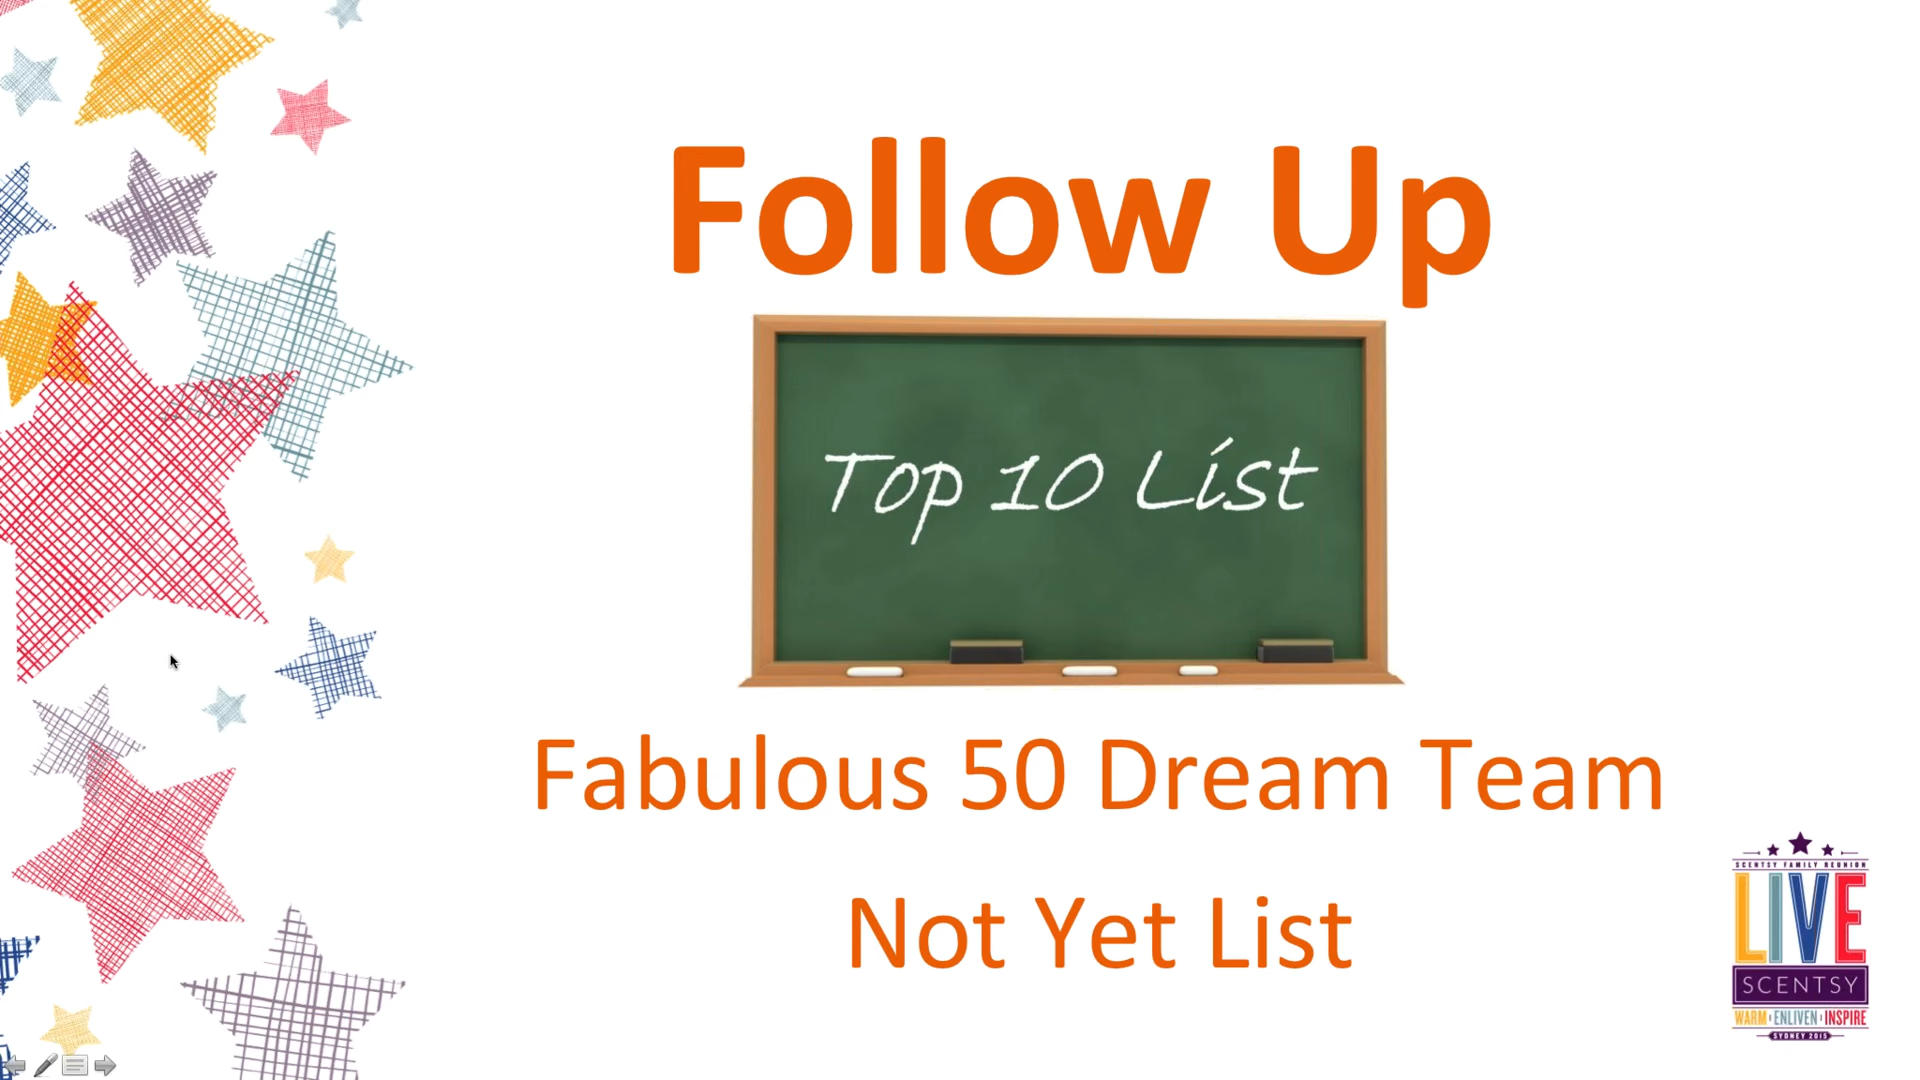 Follow Up
Top 10 List
Fabulous 50 Dream Team
Not Yet List
SCENTSY FAMILY REUNION
LIVE
SCENTSY
WARM ENLIVEN INSPIRE
SYDNEY 2015